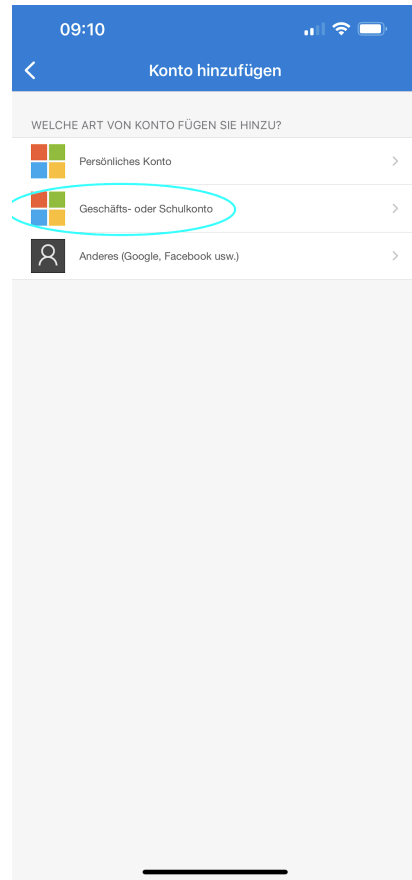 09:10
Konto hinzufügen
WELCHE ART VON KONTO FÜGEN SIE HINZU?
Persönliches Konto
Geschäfts- oder Schulkonto
Anderes (Google, Facebook usw.)